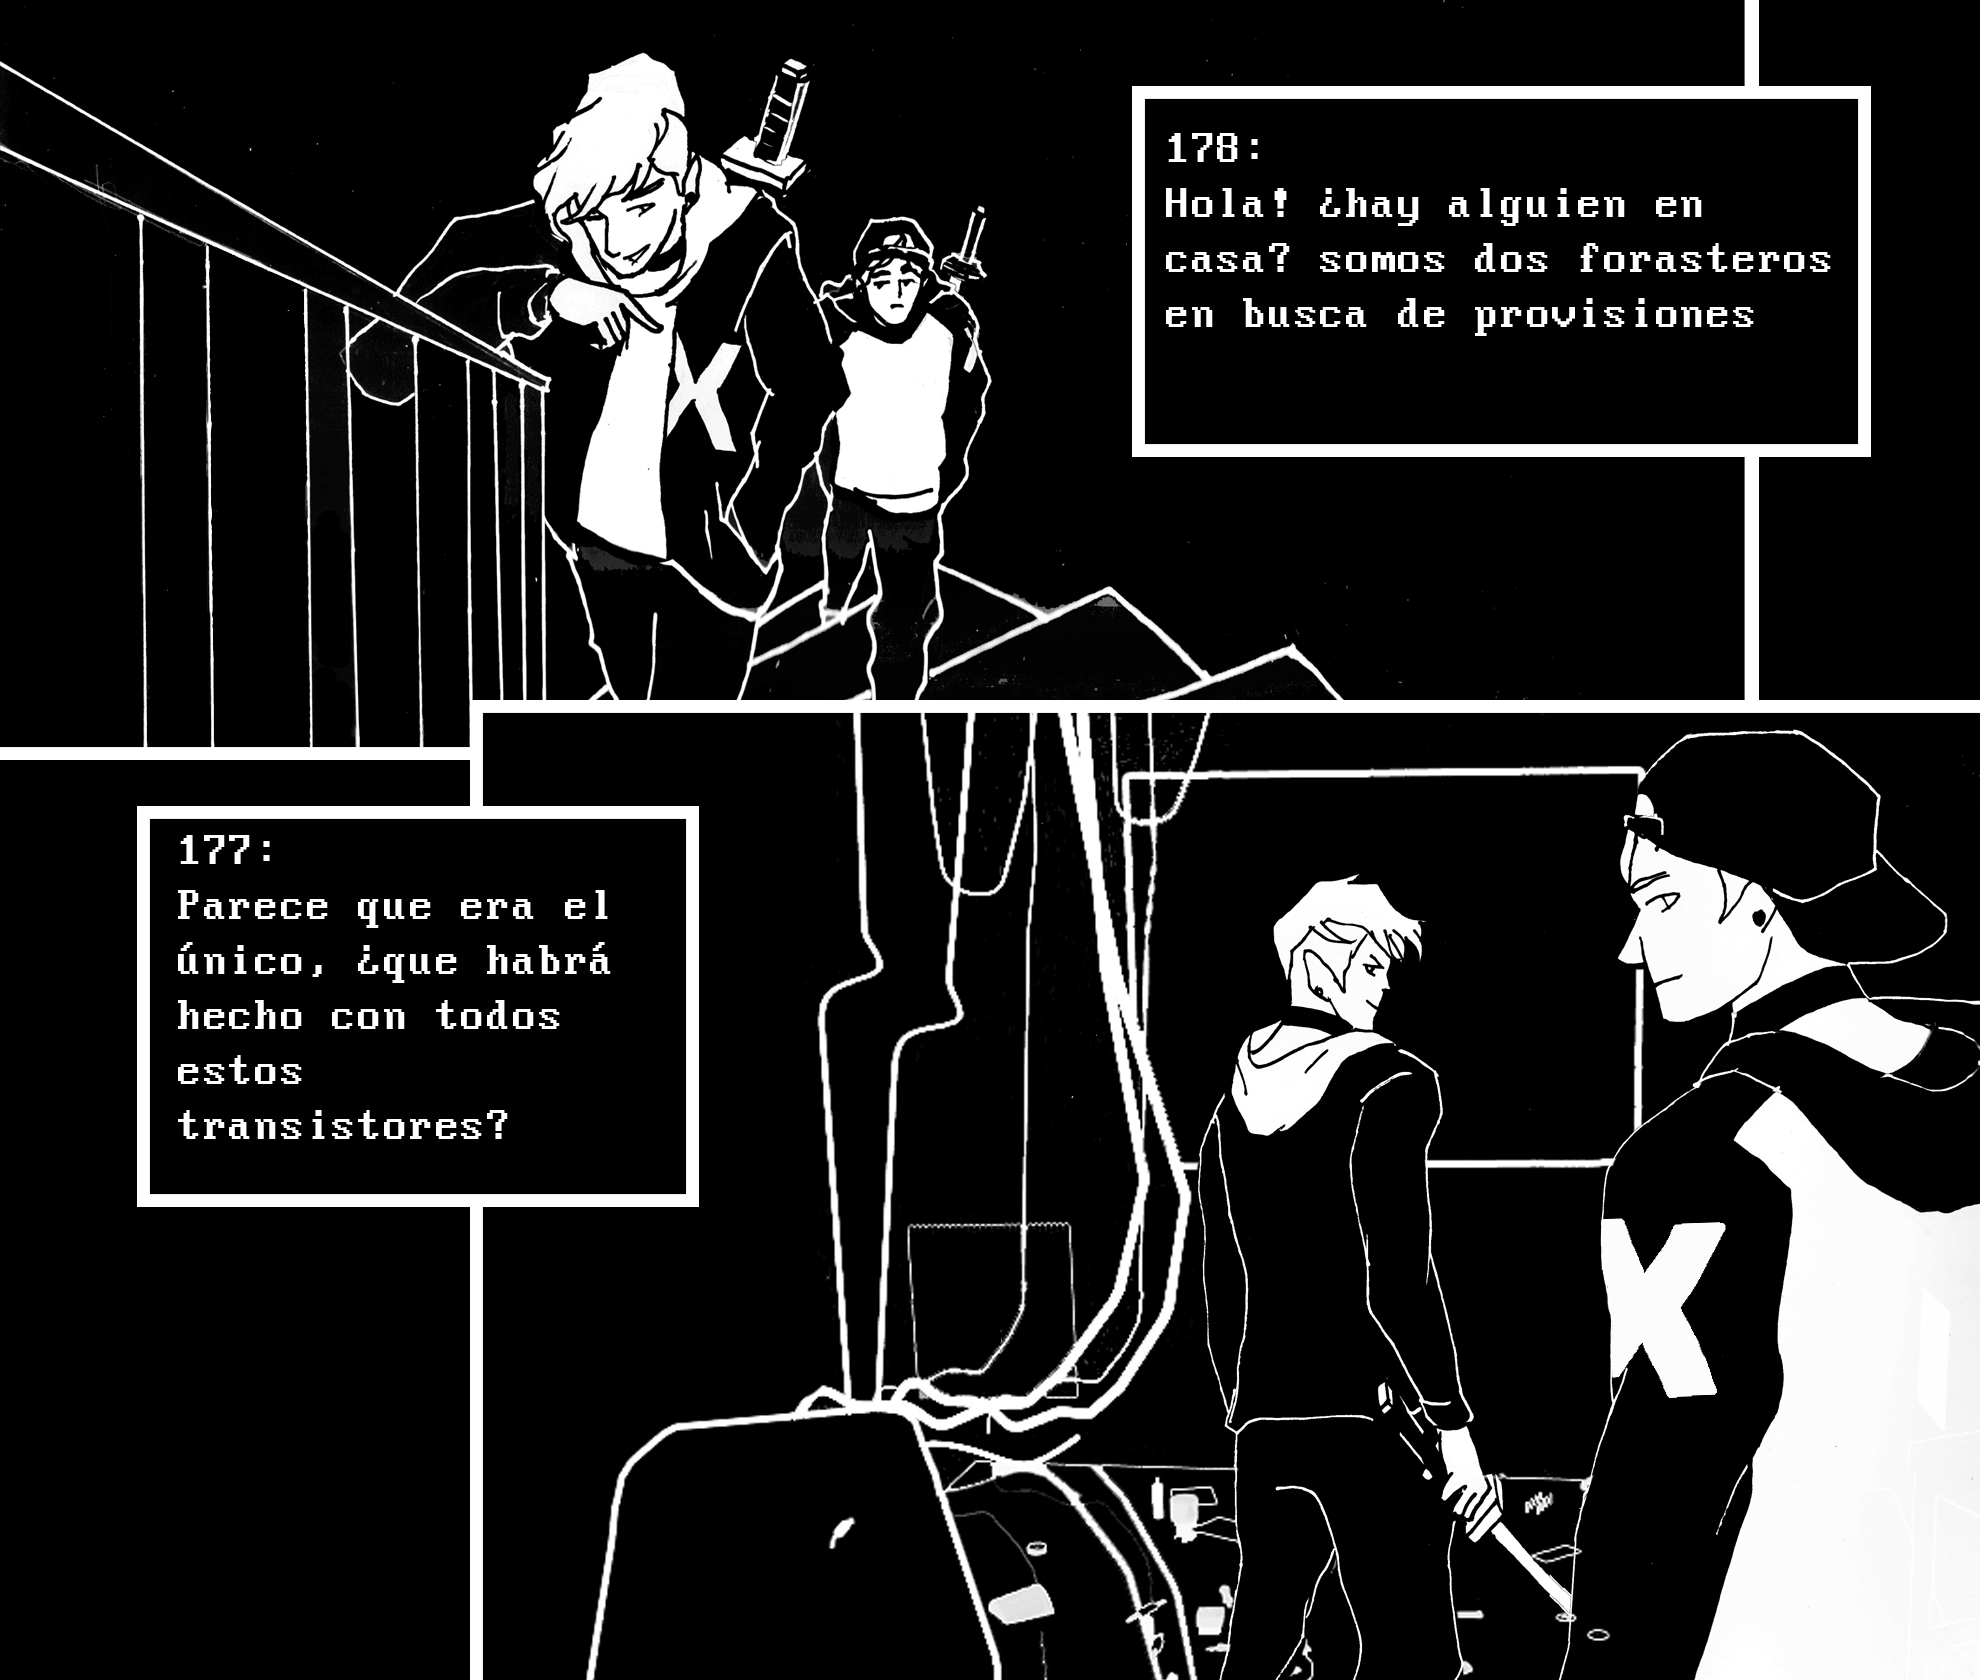 178:
Hola! ¿hay alguien en
casa? somos dos forasteros
en busca de provisiones
X
177:
Parece que era el
único, ¿que habrá
hecho con todos
estos
transistores?
X